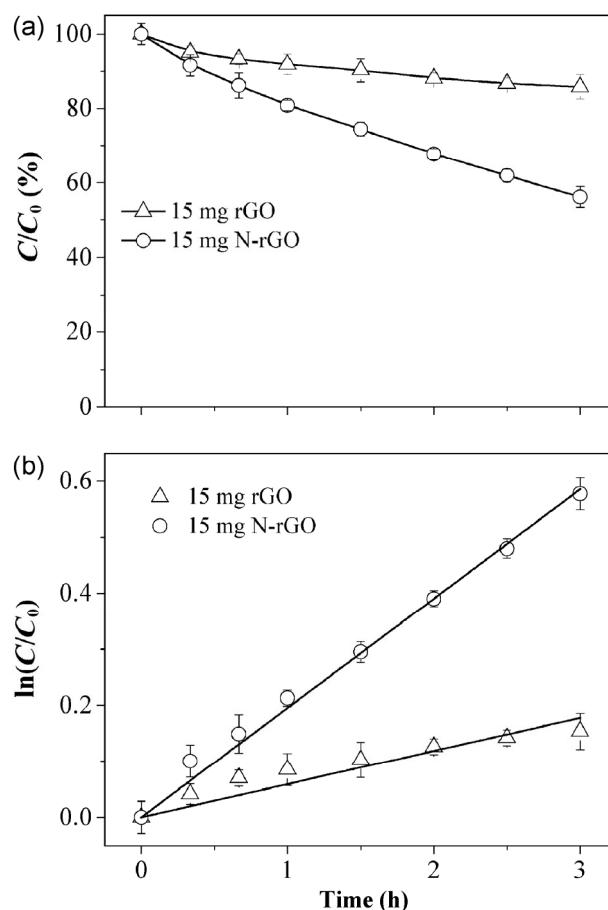 (a)
100
80
60
40
20
0
C/C₀ (%)
15 mg rGO
15 mg N-rGO
(b)
0.6
0.4
0.2
0.0
ln(C/C₀)
15 mg rGO
15 mg N-rGO
0
1
2
3
Time (h)